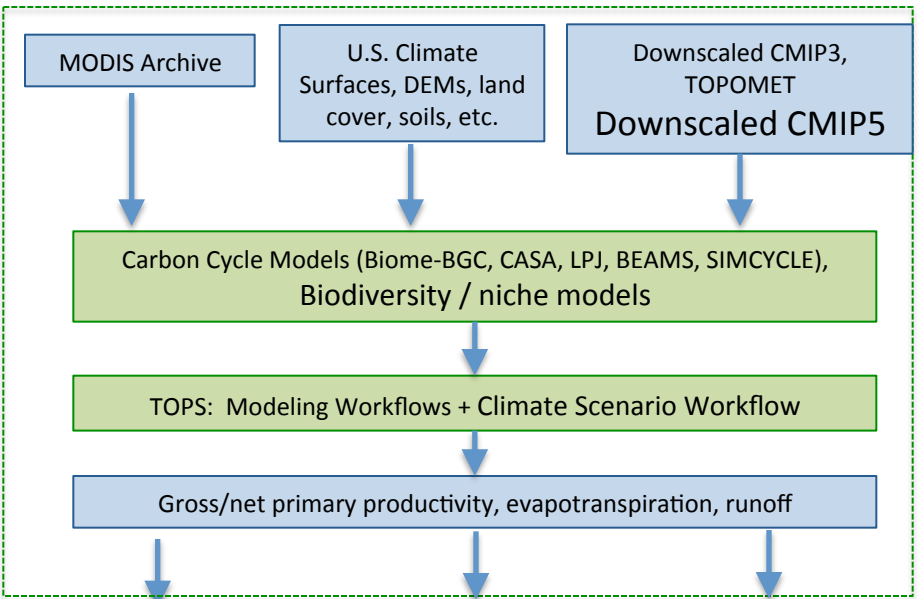 MODIS Archive
U.S. Climate
Surfaces, DEMs, land
cover, soils, etc.
Downscaled CMIP3,
TOPOMET
Downscaled CMIP5
Carbon Cycle Models (Biome-BGC, CASA, LPJ, BEAMS, SIMCYCLE),
Biodiversity / niche models
TOPS: Modeling Workflows + Climate Scenario Workflow
Gross/net primary productivity, evapotranspiration, runoff